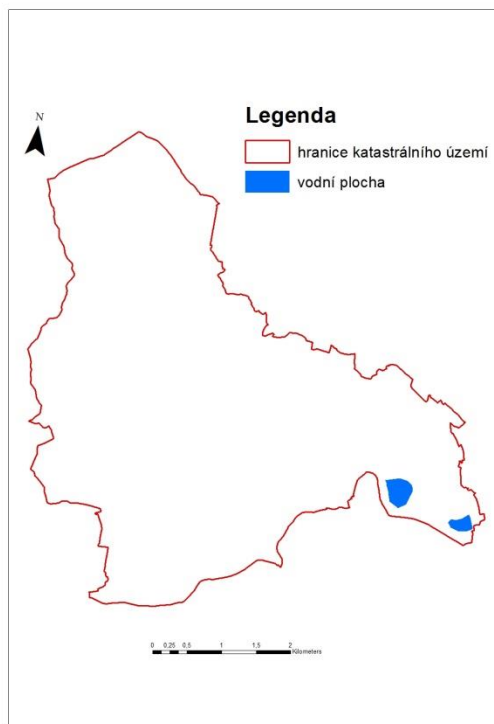 N
Legenda
hranice katastrálního území
vodní plocha
0 0,25 0,5 1 1,5 2
Kilometers